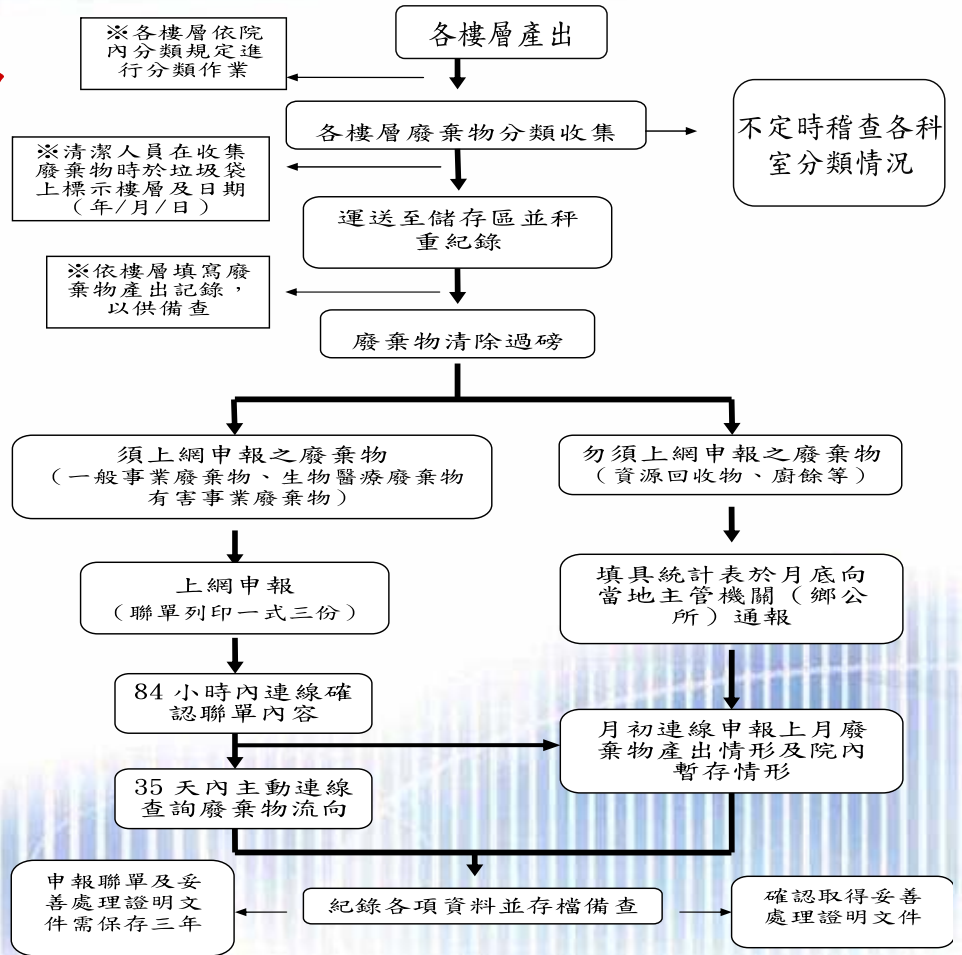 各樓層產出
※各樓層依院
內分類規定進
行分類作業
各樓層廢棄物分類收集
不定時稽查各科
室分類情況
※清潔人員在收集
廢棄物時於垃圾袋
上標示樓層及日期
（年/月/日）
運送至儲存區並秤
重紀錄
※依樓層填寫廢
棄物產出記錄，
以供備查
廢棄物清除過磅
須上網申報之廢棄物
（一般事業廢棄物、生物醫療廢棄物
有害事業廢棄物）
勿須上網申報之廢棄物
（資源回收物、廚餘等）
上網申報
（聯單列印一式三份）
填具統計表於月底向
當地主管機關（鄉公
所）通報
84 小時內連線確
認聯單內容
月初連線申報上月廢
棄物產出情形及院內
暫存情形
35 天內主動連線
查詢廢棄物流向
申報聯單及妥
善處理證明文
件需保存三年
紀錄各項資料並存檔備查
確認取得妥善
處理證明文件